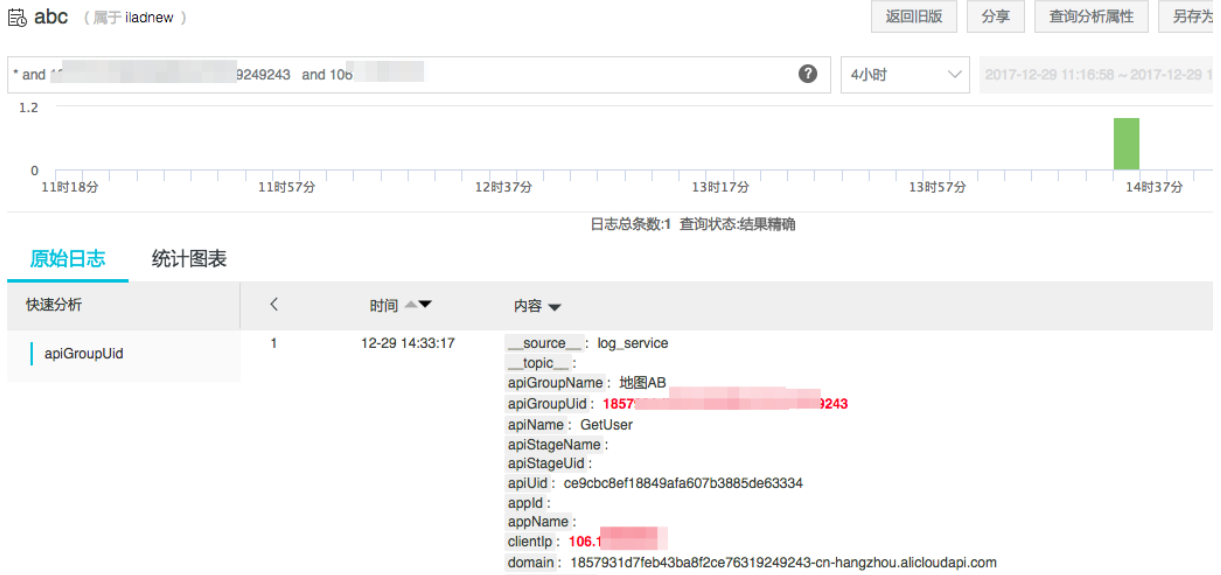 abc （属于 iladnew ）
返回旧版 分享 查询分析属性 另存为
* and 9249243 and 106
4小时 2017-12-29 11:16:58 ~ 2017-12-29 1
1.2
0
11时18分 11时57分 12时37分 13时17分 13时57分 14时37分
日志总条数:1 查询状态:结果精确
原始日志 统计图表
快速分析 时间 内容
apiGroupUid
1 12-29 14:33:17 __source__ : log_service
__topic__ :
apiGroupName : 地图AB
apiGroupUid : 1857 9243
apiName : GetUser
apiStageName :
apiStageUid :
apiUid : ce9cbc8ef18849afa607b3885de63334
appId :
appName :
clientIp : 106.1
domain : 1857931d7feb43ba8f2ce76319249243-cn-hangzhou.alicloudapi.com